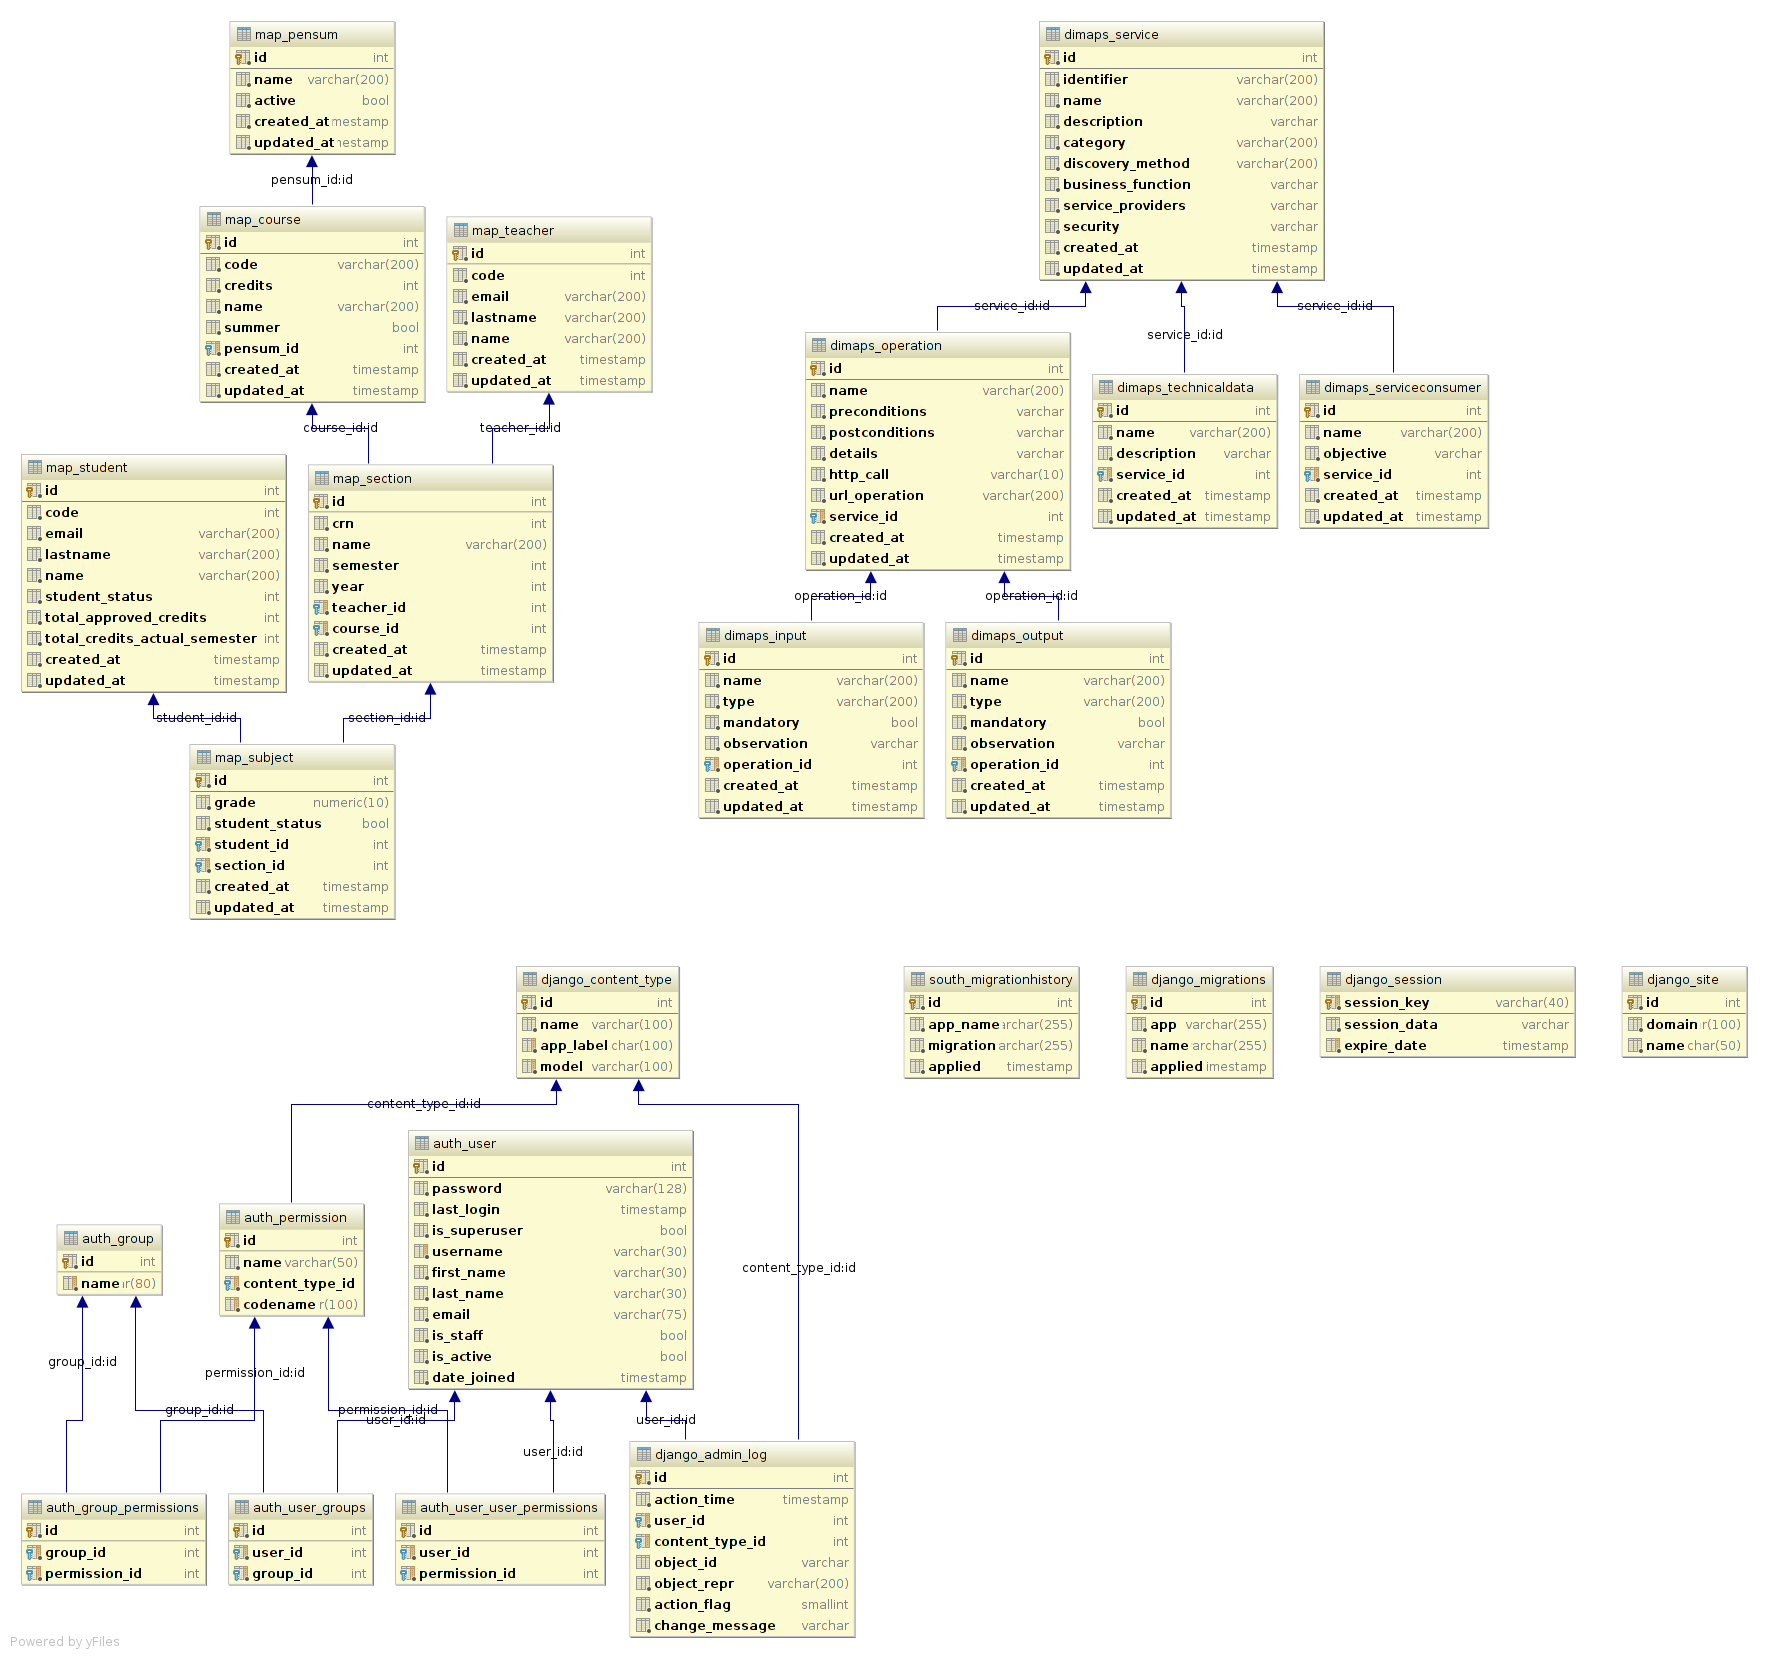 map_pensum
id int
name varchar(200)
active bool
created_at mestamp
updated_at nestamp
pensum_id:id
map_course
id int
code varchar(200)
credits int
name varchar(200)
summer bool
pensum_id int
created_at timestamp
updated_at timestamp
map_teacher
id int
code int
email varchar(200)
lastname varchar(200)
name varchar(200)
created_at timestamp
updated_at timestamp
course_id:id
teacher_id:id
map_student
id int
code int
email varchar(200)
lastname varchar(200)
name varchar(200)
student_status int
total_approved_credits int
total_credits_actual_semester int
created_at timestamp
updated_at timestamp
map_section
id int
crn int
name varchar(200)
semester int
year int
teacher_id int
course_id int
created_at timestamp
updated_at timestamp
student_id:id
section_id:id
map_subject
id int
grade numeric(10)
student_status bool
student_id int
section_id int
created_at timestamp
updated_at timestamp
dimaps_service
id int
identifier varchar(200)
name varchar(200)
description varchar
category varchar(200)
discovery_method varchar(200)
business_function varchar
service_providers varchar
security varchar
created_at timestamp
updated_at timestamp
service_id:id
service_id:id
service_id:id
dimaps_operation
id int
name varchar(200)
preconditions varchar
postconditions varchar
details varchar
http_call varchar(10)
url_operation varchar(200)
service_id int
created_at timestamp
updated_at timestamp
dimaps_technicaldata
id int
name varchar(200)
description varchar
service_id int
created_at timestamp
updated_at timestamp
dimaps_serviceconsumer
id int
name varchar(200)
objective varchar
service_id int
created_at timestamp
updated_at timestamp
operation_id:id
operation_id:id
dimaps_input
id int
name varchar(200)
type varchar(200)
mandatory bool
observation varchar
operation_id int
created_at timestamp
updated_at timestamp
dimaps_output
id int
name varchar(200)
type varchar(200)
mandatory bool
observation varchar
operation_id int
created_at timestamp
updated_at timestamp
django_content_type
id int
name varchar(100)
app_label char(100)
model varchar(100)
south_migrationhistory
id int
app_name archar(255)
migration archar(255)
applied timestamp
django_migrations
id int
app varchar(255)
name archar(255)
applied imestamp
django_session
session_key varchar(40)
session_data varchar
expire_date timestamp
django_site
id int
domain r(100)
name char(50)
content_type_id:id
content_type_id:id
auth_user
id int
password varchar(128)
last_login timestamp
is_superuser bool
username varchar(30)
first_name varchar(30)
last_name varchar(30)
email varchar(75)
is_staff bool
is_active bool
date_joined timestamp
auth_permission
id int
name varchar(50)
content_type_id
codename r(100)
auth_group
id int
name r(80)
group_id:id
permission_id:id
group_id:id
permission_id:id
user_id:id
user_id:id
user_id:id
auth_group_permissions
id int
group_id int
permission_id int
auth_user_groups
id int
user_id int
group_id int
auth_user_user_permissions
id int
user_id int
permission_id int
django_admin_log
id int
action_time timestamp
user_id int
content_type_id int
object_id varchar
object_repr varchar(200)
action_flag smallint
change_message varchar
Powered by yFiles